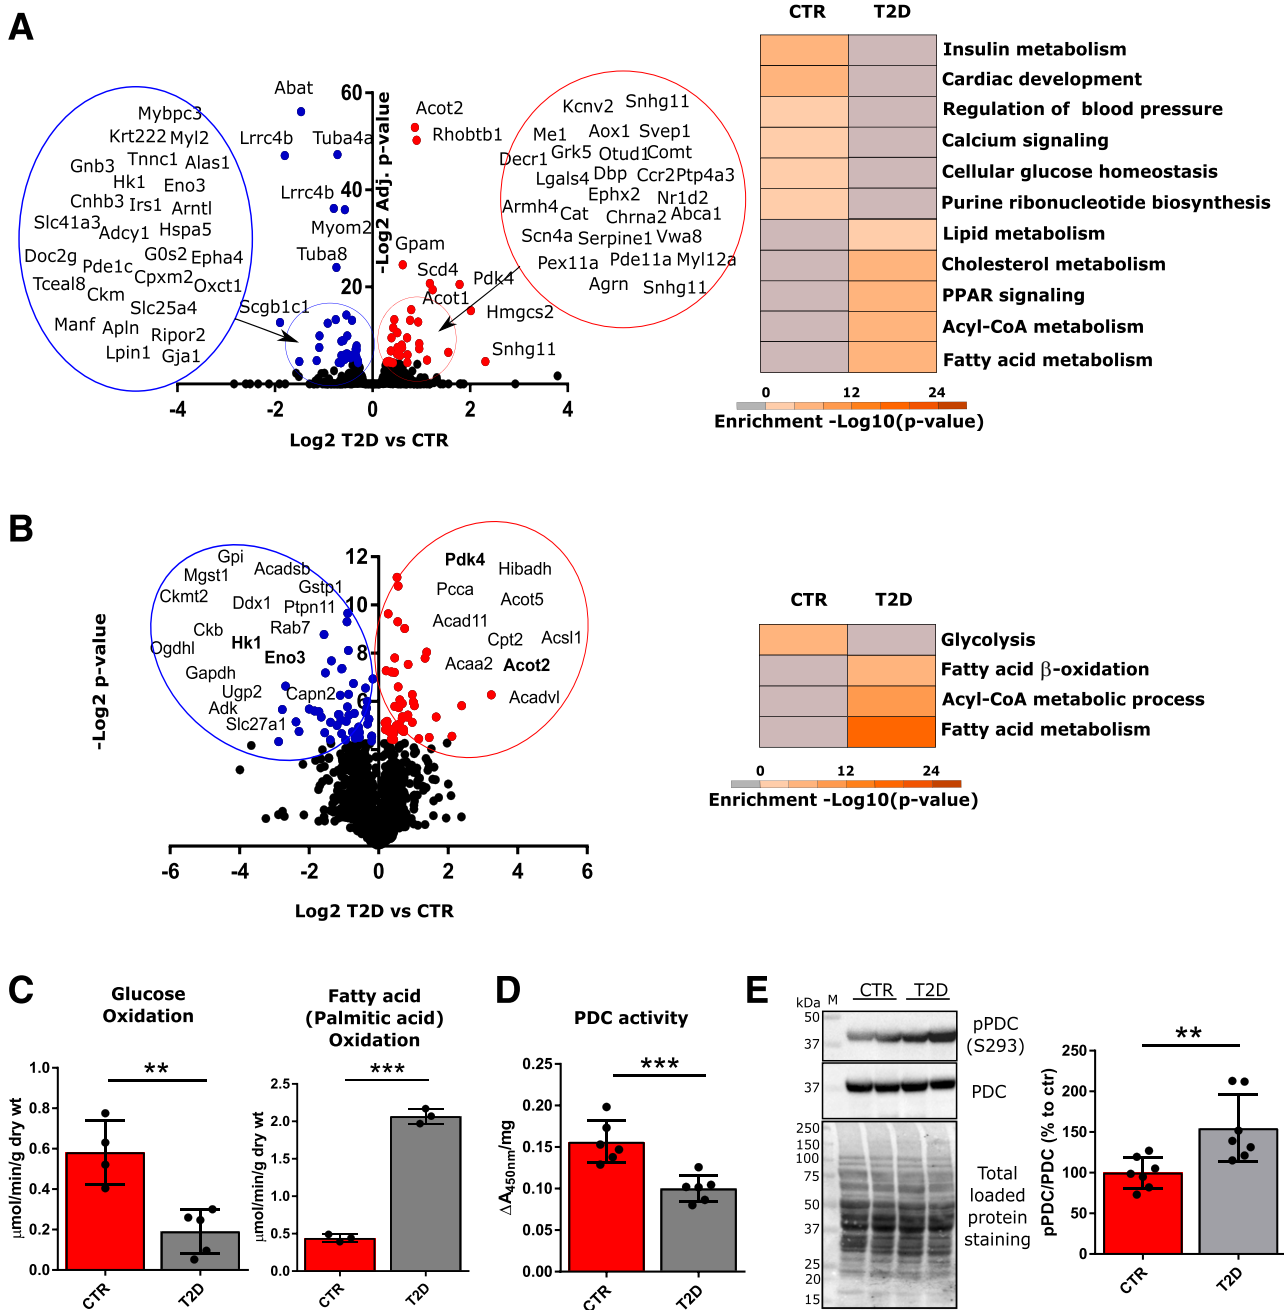 A
Abat
Lrrc4b
Tuba4a
Lrrc4b
Myom2
Tuba8
Scgb1c1
Mybpc3
Krt222 Myl2
Tnnc1 Alas1
Gnb3
Hk1 Eno3
Cnhb3 Irs1 Arntl
Slc41a3
Adcy1 Hspa5
Doc2g G0s2 Epha4
Pde1c Cpxm2
Tceal8 Oxct1
Ckm
Slc25a4
Manf Apln
Ripor2
Lpin1 Gja1
60
40
20
-Log2 Adj. p-value
Acot2
Rhobtb1
Gpam
Scd4
Pdk4
Acot1
Hmgcs2
Snhg11
Kcnv2 Snhg11
Me1 Aox1 Svep1
Decr1 Grk5 Otud1 Comt
Lgals4 Dbp Ccr2 Ptp4a3
Ephx2 Nr1d2
Armh4 Cat Chrna2 Abca1
Scn4a Serpine1 Vwa8
Pex11a Pde11a Myl12a
Agrn Snhg11
-4 -2 0 2 4
Log2 T2D vs CTR
CTR T2D
Insulin metabolism
Cardiac development
Regulation of blood pressure
Calcium signaling
Cellular glucose homeostasis
Purine ribonucleotide biosynthesis
Lipid metabolism
Cholesterol metabolism
PPAR signaling
Acyl-CoA metabolism
Fatty acid metabolism
0 12 24
Enrichment -Log10(p-value)
B
-Log2 p-value
12
10
8
6
4
Gpi
Mgst1 Acadsb
Ckmt2 Gstp1
Ddx1 Ptpn11
Ckb Rab7
Ogdhl Hk1 Eno3
Gapdh
Ugp2 Capn2
Adk
Slc27a1
Pdk4
Hibadh
Pcca
Acot5
Acad11
Cpt2 Acsl1
Acaa2 Acot2
Acadvl
-6 -4 -2 0 2 4 6
Log2 T2D vs CTR
CTR T2D
Glycolysis
Fatty acid β-oxidation
Acyl-CoA metabolic process
Fatty acid metabolism
0 12 24
Enrichment -Log10(p-value)
C
Glucose
Oxidation
**
µmol/min/g dry wt
1.0
0.8
0.6
0.4
0.2
0.0
CTR T2D
Fatty acid
(Palmitic acid)
Oxidation
***
µmol/min/g dry wt
2.5
2.0
1.5
1.0
0.5
0.0
CTR T2D
D
PDC activity
***
ΔA450nm/mg
0.25
0.20
0.15
0.10
0.05
0.00
CTR T2D
E
kDa M CTR T2D
50
37
pPDC
(S293)
37
PDC
250
150
100
75
50
37
25
20
15
Total
loaded
protein
staining
**
pPDC/PDC (% to ctr)
250
200
150
100
50
0
CTR T2D